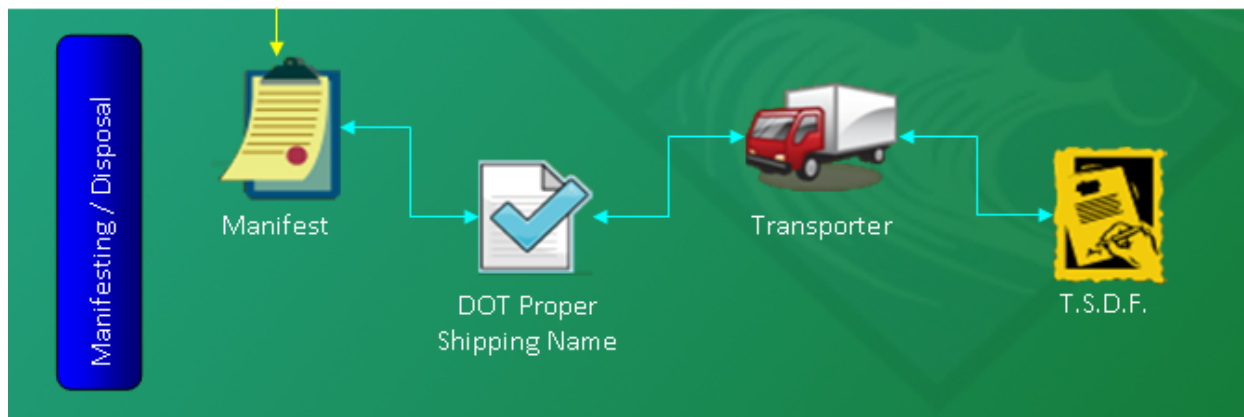 Manifesting / Disposal
Manifest
DOT Proper
Shipping Name
Transporter
T.S.D.F.